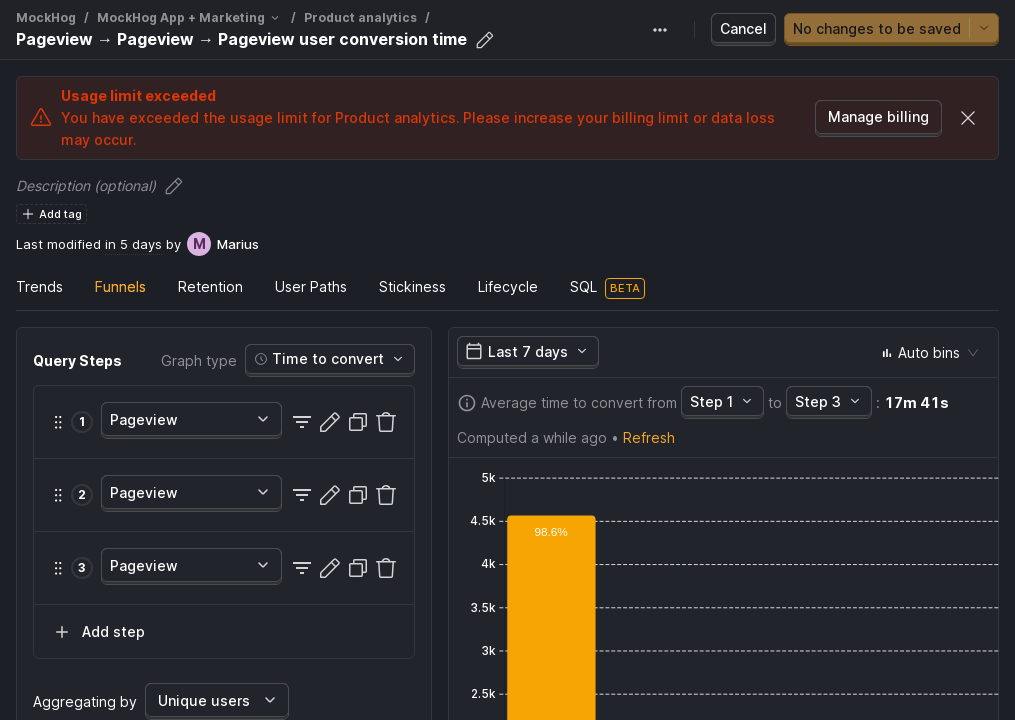 MockHog / MockHog App + Marketing / Product analytics /
Pageview → Pageview → Pageview user conversion time
Cancel
No changes to be saved
Usage limit exceeded
You have exceeded the usage limit for Product analytics. Please increase your billing limit or data loss
may occur.
Manage billing
Description (optional)
Add tag
Last modified in 5 days by M Marius
Trends Funnels Retention User Paths Stickiness Lifecycle SQL BETA
Query Steps Graph type Time to convert
1 Pageview
2 Pageview
3 Pageview
Add step
Aggregating by Unique users
Last 7 days Auto bins
Average time to convert from Step 1 to Step 3 : 17m 41s
Computed a while ago • Refresh
5k
4.5k
98.6%
4k
3.5k
3k
2.5k